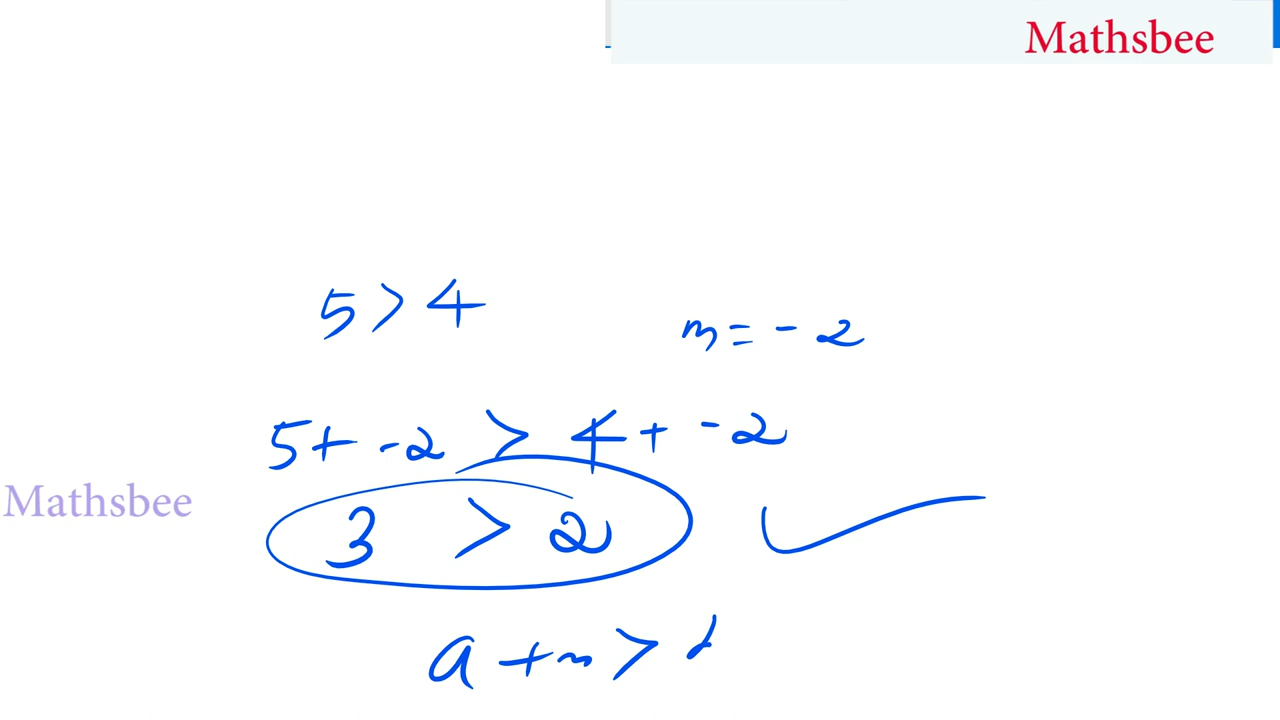 Mathsbee
5 > 4
m = - 2
5 + -2 > 4 + -2
Mathsbee
3 > 2
a + m >